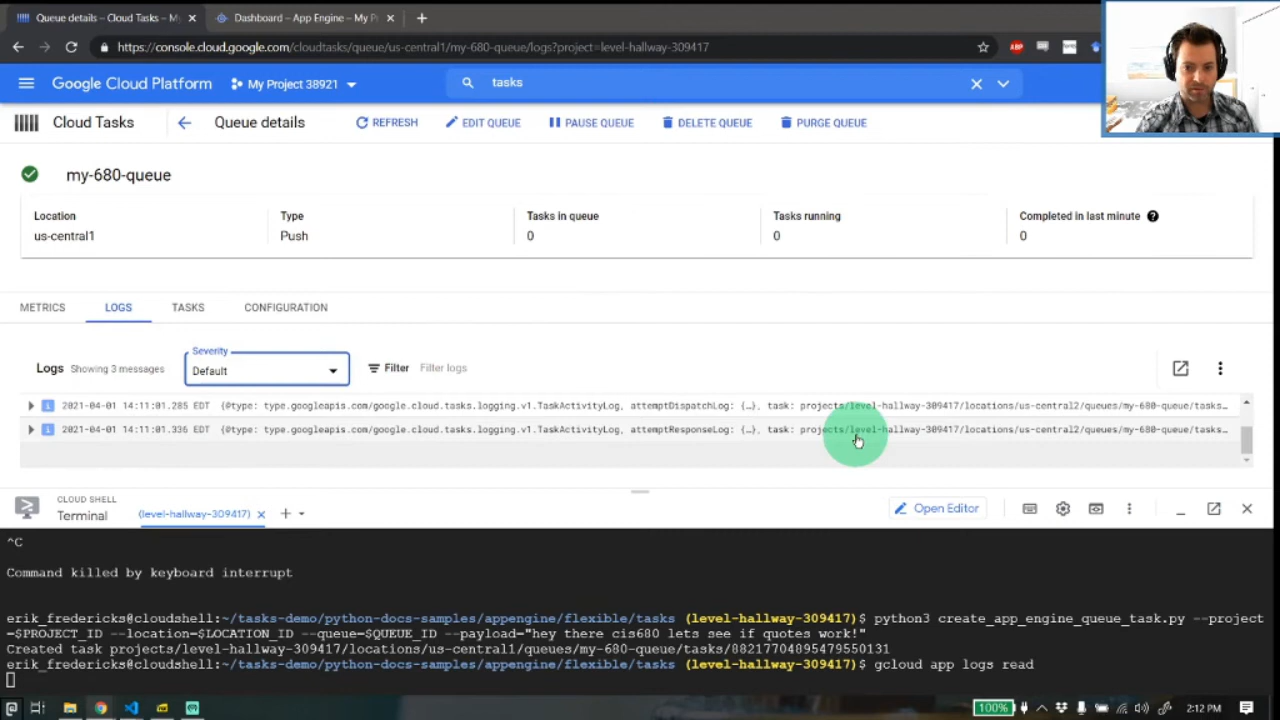 Queue details – Cloud Tasks – M
Dashboard – App Engine – My P
https://console.cloud.google.com/cloudtasks/queue/us-central1/my-680-queue/logs?project=level-hallway-309417
ABP
Google Cloud Platform
My Project 38921
tasks
Cloud Tasks
Queue details
REFRESH
EDIT QUEUE
PAUSE QUEUE
DELETE QUEUE
PURGE QUEUE
my-680-queue
Location
Type
Tasks in queue
Tasks running
Completed in last minute
us-central1
Push
0
0
0
METRICS
LOGS
TASKS
CONFIGURATION
Logs
Showing 3 messages
Severity
Default
Filter
Filter logs
2021-04-01 14:11:01.285 EDT {@type: type.googleapis.com/google.cloud.tasks.logging.v1.TaskActivityLog, attemptDispatchLog: {…}, task: projects/level-hallway-309417/locations/us-central2/queues/my-680-queue/tasks…
2021-04-01 14:11:01.336 EDT {@type: type.googleapis.com/google.cloud.tasks.logging.v1.TaskActivityLog, attemptResponseLog: {…}, task: projects/level-hallway-309417/locations/us-central2/queues/my-680-queue/tasks…
CLOUD SHELL
Terminal
(level-hallway-309417)
Open Editor
^C
Command killed by keyboard interrupt
erik_fredericks@cloudshell:~/tasks-demo/python-docs-samples/appengine/flexible/tasks (level-hallway-309417)$ python3 create_app_engine_queue_task.py --project
=$PROJECT_ID --location=$LOCATION_ID --queue=$QUEUE_ID --payload="hey there cis680 lets see if quotes work!"
Created task projects/level-hallway-309417/locations/us-central1/queues/my-680-queue/tasks/88217704895479550131
erik_fredericks@cloudshell:~/tasks-demo/python-docs-samples/appengine/flexible/tasks (level-hallway-309417)$ gcloud app logs read
100%
2:12 PM